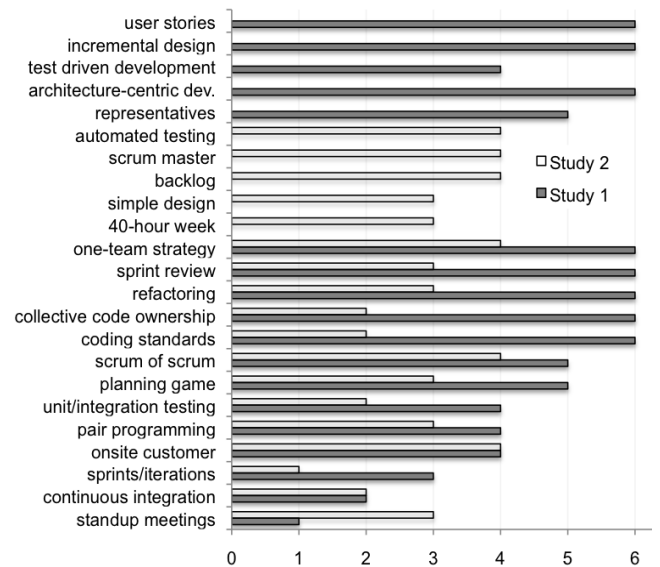 user stories
incremental design
test driven development
architecture-centric dev.
representatives
automated testing
scrum master
backlog
simple design
40-hour week
one-team strategy
sprint review
refactoring
collective code ownership
coding standards
scrum of scrum
planning game
unit/integration testing
pair programming
onsite customer
sprints/iterations
continuous integration
standup meetings
Study 2
Study 1
0 1 2 3 4 5 6